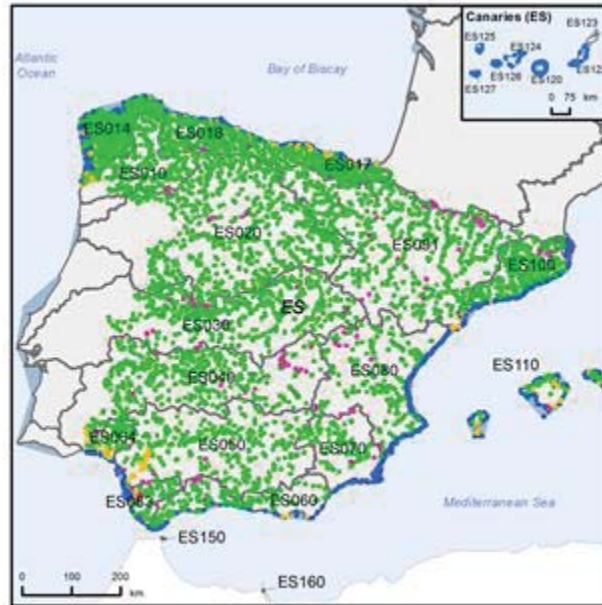 Canaries (ES)
ES123
ES125
ES124
ES122
ES126
ES120
ES127
0 75
km
Atlantic
Ocean
Bay of Biscay
ES014
ES018
ES017
ES010
ES020
ES091
ES100
ES
ES030
ES110
ES040
ES080
ES064
ES050
ES070
ES063
ES060
Mediterranean Sea
ES150
ES160
0 100 200
km